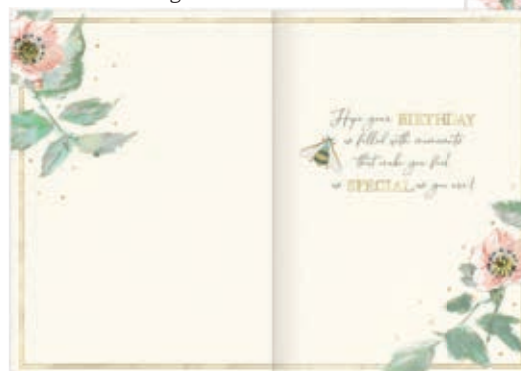 Hope your BIRTHDAY
is filled with moments
that make you feel
as SPECIAL as you are!